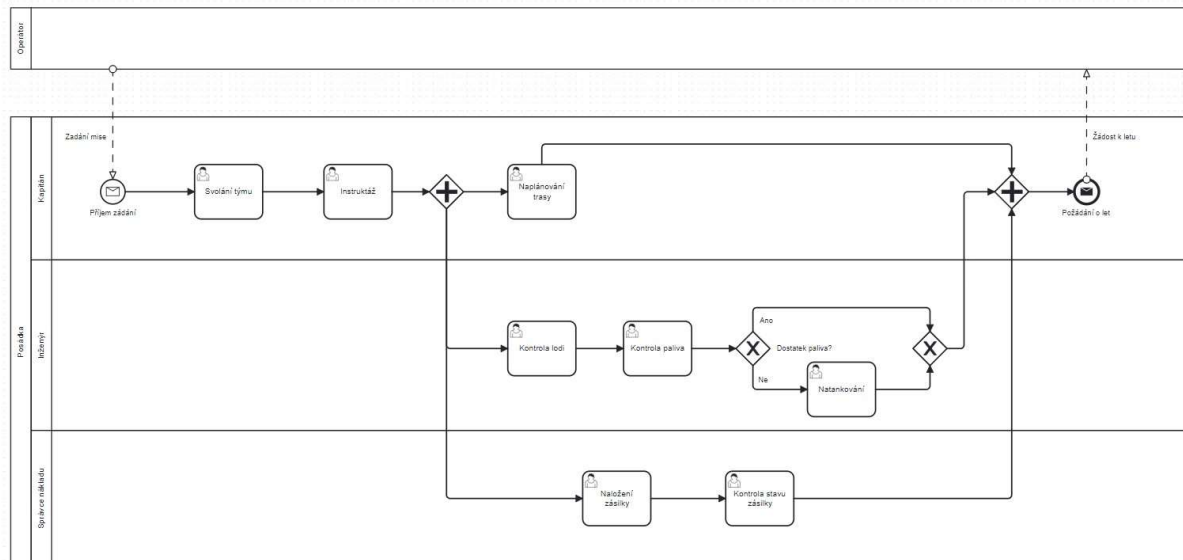 Operátor
Zadání mise
Žádost k letu
Posádka
Kapitán
Příjem zádání
Svolání týmu
Instruktáž
Naplánování
trasy
Požádání o let
Inženýr
Kontrola lodi
Kontrola paliva
Ano
Dostatek paliva?
Ne
Natankování
Správce nákladu
Naložení
zásilky
Kontrola stavu
zásilky